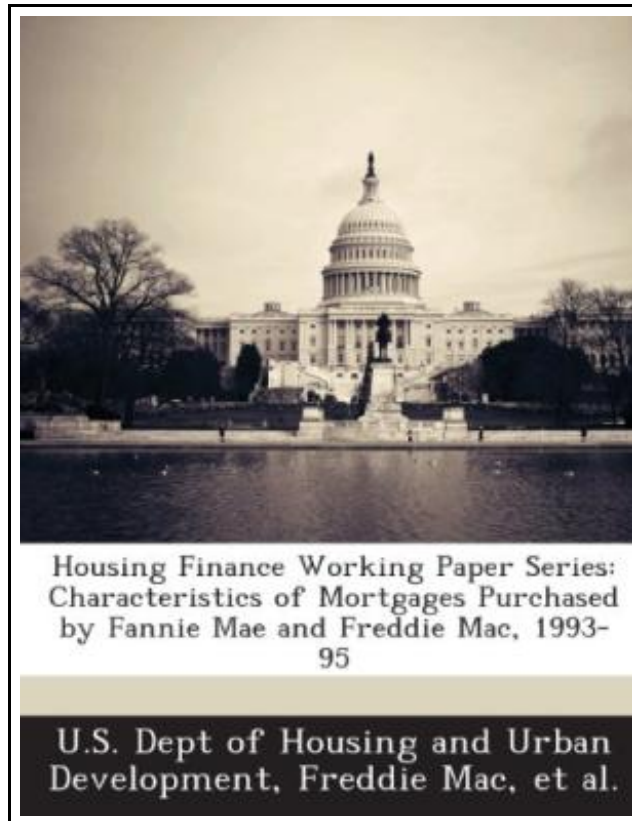 Housing Finance Working Paper Series:
Characteristics of Mortgages Purchased
by Fannie Mae and Freddie Mac, 1993-
95
U.S. Dept of Housing and Urban
Development, Freddie Mac, et al.